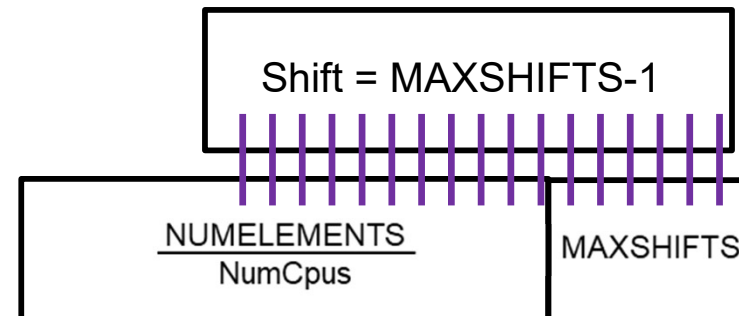 Shift = MAXSHIFTS-1
NUMELEMENTS
NumCpus
MAXSHIFTS